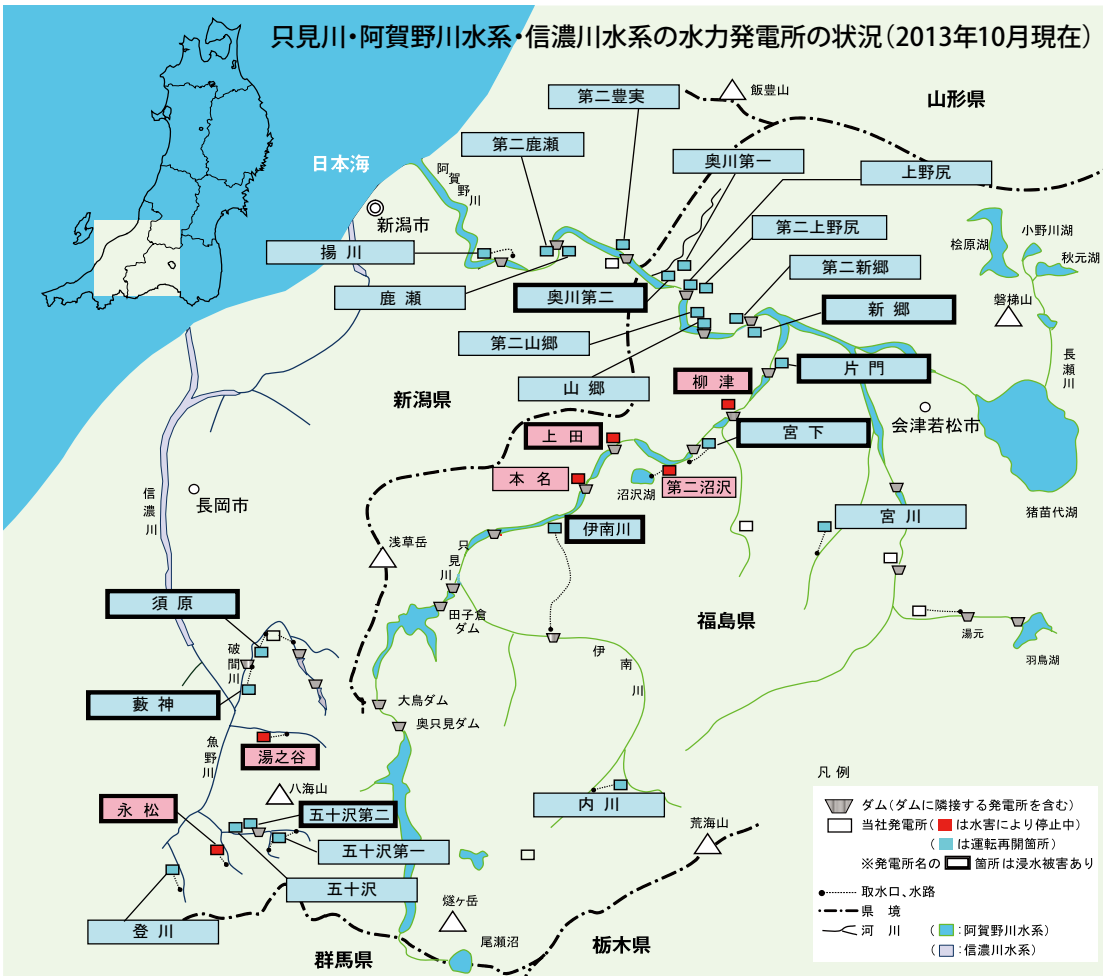 只見川・阿賀野川水系・信濃川水系の水力発電所の状況（2013年10月現在）
飯豊山
山形県
第二豊実
第二鹿瀬
奥川第一
上野尻
日本海
阿賀野川
新潟市
揚川
第二上野尻
小野川湖
桧原湖
秋元湖
第二新郷
鹿瀬
奥川第二
新郷
磐梯山
第二山郷
長瀬川
山郷
柳津
片門
新潟県
会津若松市
上田
宮下
本名
第二沼沢
沼沢湖
猪苗代湖
長岡市
信濃川
宮川
伊南川
浅草岳
只見川
須原
田子倉
ダム
福島県
湯元
羽鳥湖
破間川
伊南川
藪神
大鳥ダム
奥只見ダム
魚野川
湯之谷
八海山
永松
五十沢第二
内川
五十沢第一
荒海山
五十沢
登川
燧ヶ岳
尾瀬沼
群馬県
栃木県
凡例
ダム（ダムに隣接する発電所を含む）
当社発電所（ は水害により停止中）
（ は運転再開箇所）
※発電所名の 箇所は浸水被害あり
取水口、水路
県境
河川
（ ：阿賀野川水系）
（ ：信濃川水系）